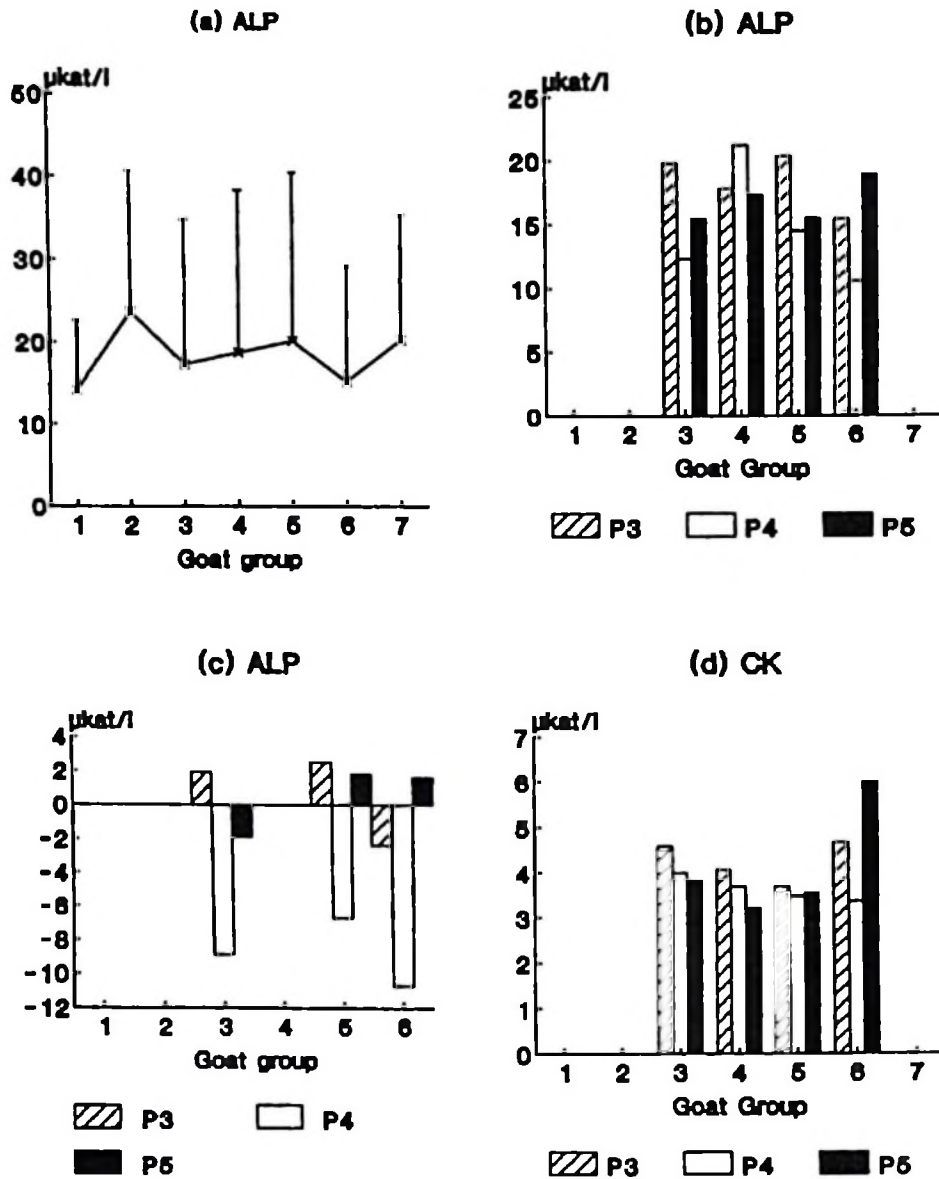 (a) ALP
µkat/l
50
40
30
20
10
0
1 2 3 4 5 6 7
Goat group
(b) ALP
µkat/l
25
20
15
10
5
0
1 2 3 4 5 6 7
Goat Group
P3 P4 P5
(c) ALP
µkat/l
4
2
0
-2
-4
-6
-8
-10
-12
1 2 3 4 5 6
Goat group
P3 P4
P5
(d) CK
µkat/l
7
6
5
4
3
2
1
0
1 2 3 4 5 6 7
Goat Group
P3 P4 P5